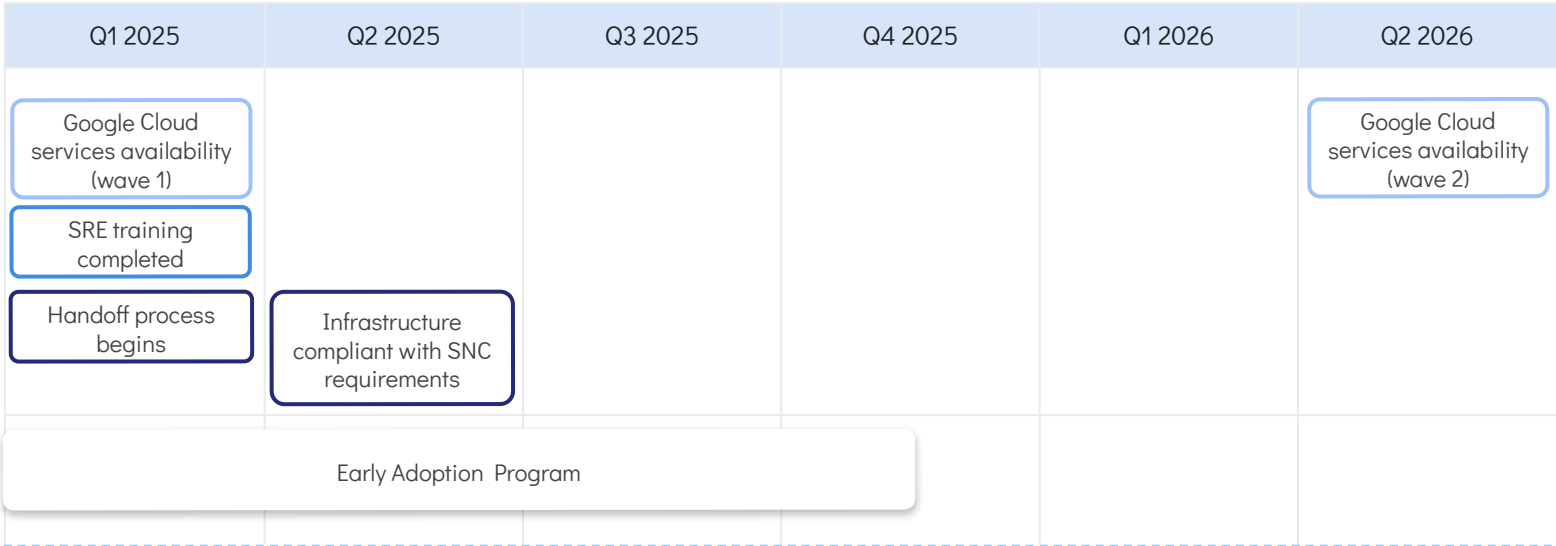 Q1 2025
Q2 2025
Q3 2025
Q4 2025
Q1 2026
Q2 2026
Google Cloud
services availability
(wave 1)
Google Cloud
services availability
(wave 2)
SRE training
completed
Handoff process
begins
Infrastructure
compliant with SNC
requirements
Early Adoption Program